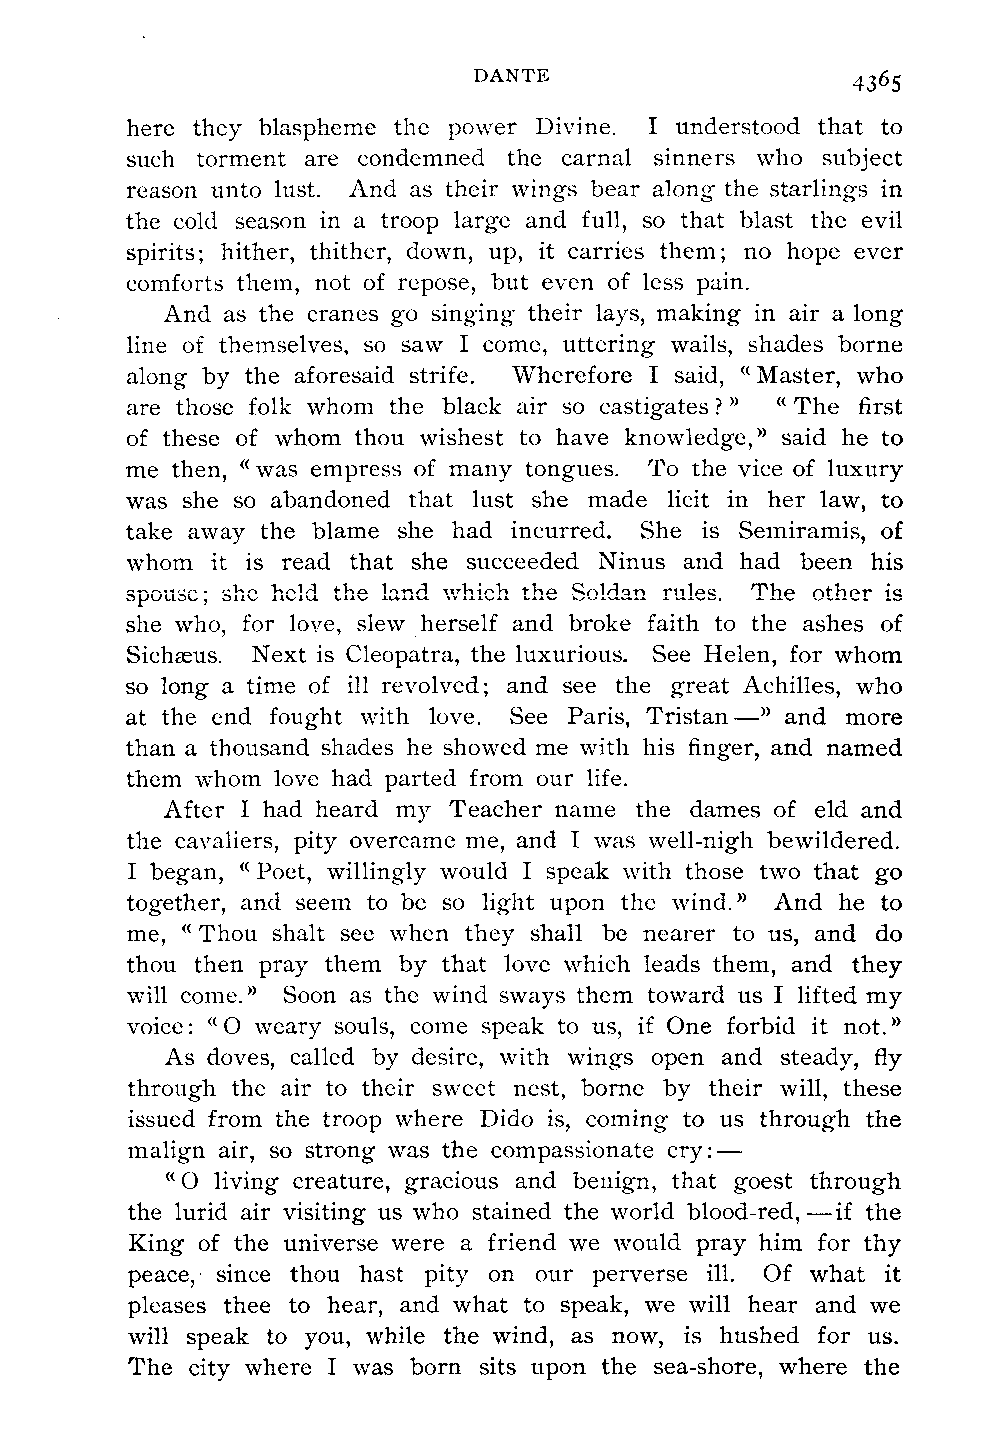 DANTE
4365
here they blaspheme the power Divine. I understood that to
such torment are condemned the carnal sinners who subject
reason unto lust. And as their wings bear along the starlings in
the cold season in a troop large and full, so that blast the evil
spirits; hither, thither, down, up, it carries them; no hope ever
comforts them, not of repose, but even of less pain.
And as the cranes go singing their lays, making in air a long
line of themselves, so saw I come, uttering wails, shades borne
along by the aforesaid strife. Wherefore I said, «Master, who
are those folk whom the black air so castigates?» «The first
of these of whom thou wishest to have knowledge,» said he to
me then, «was empress of many tongues. To the vice of luxury
was she so abandoned that lust she made licit in her law, to
take away the blame she had incurred. She is Semiramis, of
whom it is read that she succeeded Ninus and had been his
spouse; she held the land which the Soldan rules. The other is
she who, for love, slew herself and broke faith to the ashes of
Sichæus. Next is Cleopatra, the luxurious. See Helen, for whom
so long a time of ill revolved; and see the great Achilles, who
at the end fought with love. See Paris, Tristan—» and more
than a thousand shades he showed me with his finger, and named
them whom love had parted from our life.
After I had heard my Teacher name the dames of eld and
the cavaliers, pity overcame me, and I was well-nigh bewildered.
I began, «Poet, willingly would I speak with those two that go
together, and seem to be so light upon the wind.» And he to
me, «Thou shalt see when they shall be nearer to us, and do
thou then pray them by that love which leads them, and they
will come.» Soon as the wind sways them toward us I lifted my
voice: «O weary souls, come speak to us, if One forbid it not.»
As doves, called by desire, with wings open and steady, fly
through the air to their sweet nest, borne by their will, these
issued from the troop where Dido is, coming to us through the
malign air, so strong was the compassionate cry:—
«O living creature, gracious and benign, that goest through
the lurid air visiting us who stained the world blood-red,—if the
King of the universe were a friend we would pray him for thy
peace, since thou hast pity on our perverse ill. Of what it
pleases thee to hear, and what to speak, we will hear and we
will speak to you, while the wind, as now, is hushed for us.
The city where I was born sits upon the sea-shore, where the